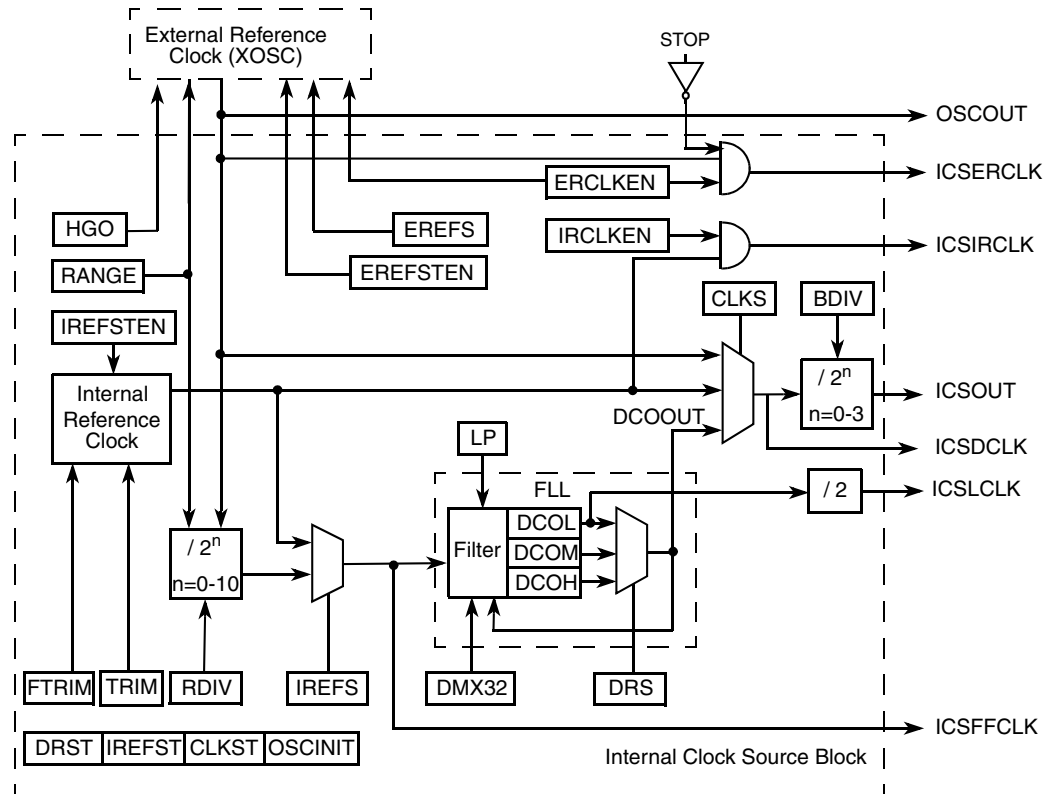 External Reference
Clock (XOSC)
STOP
OSCOUT
ERCLKEN
ICSERCLK
HGO
EREFS
IRCLKEN
ICSIRCLK
RANGE
EREFSTEN
CLKS
BDIV
IREFSTEN
Internal
Reference
Clock
/ 2n
n=0-3
ICSOUT
DCOOUT
LP
ICSDCLK
FLL
/ 2
ICSLCLK
DCOL
Filter
DCOM
DCOH
/ 2n
n=0-10
FTRIM
TRIM
RDIV
IREFS
DMX32
DRS
ICSFFCLK
DRST IREFST CLKST OSCINIT
Internal Clock Source Block